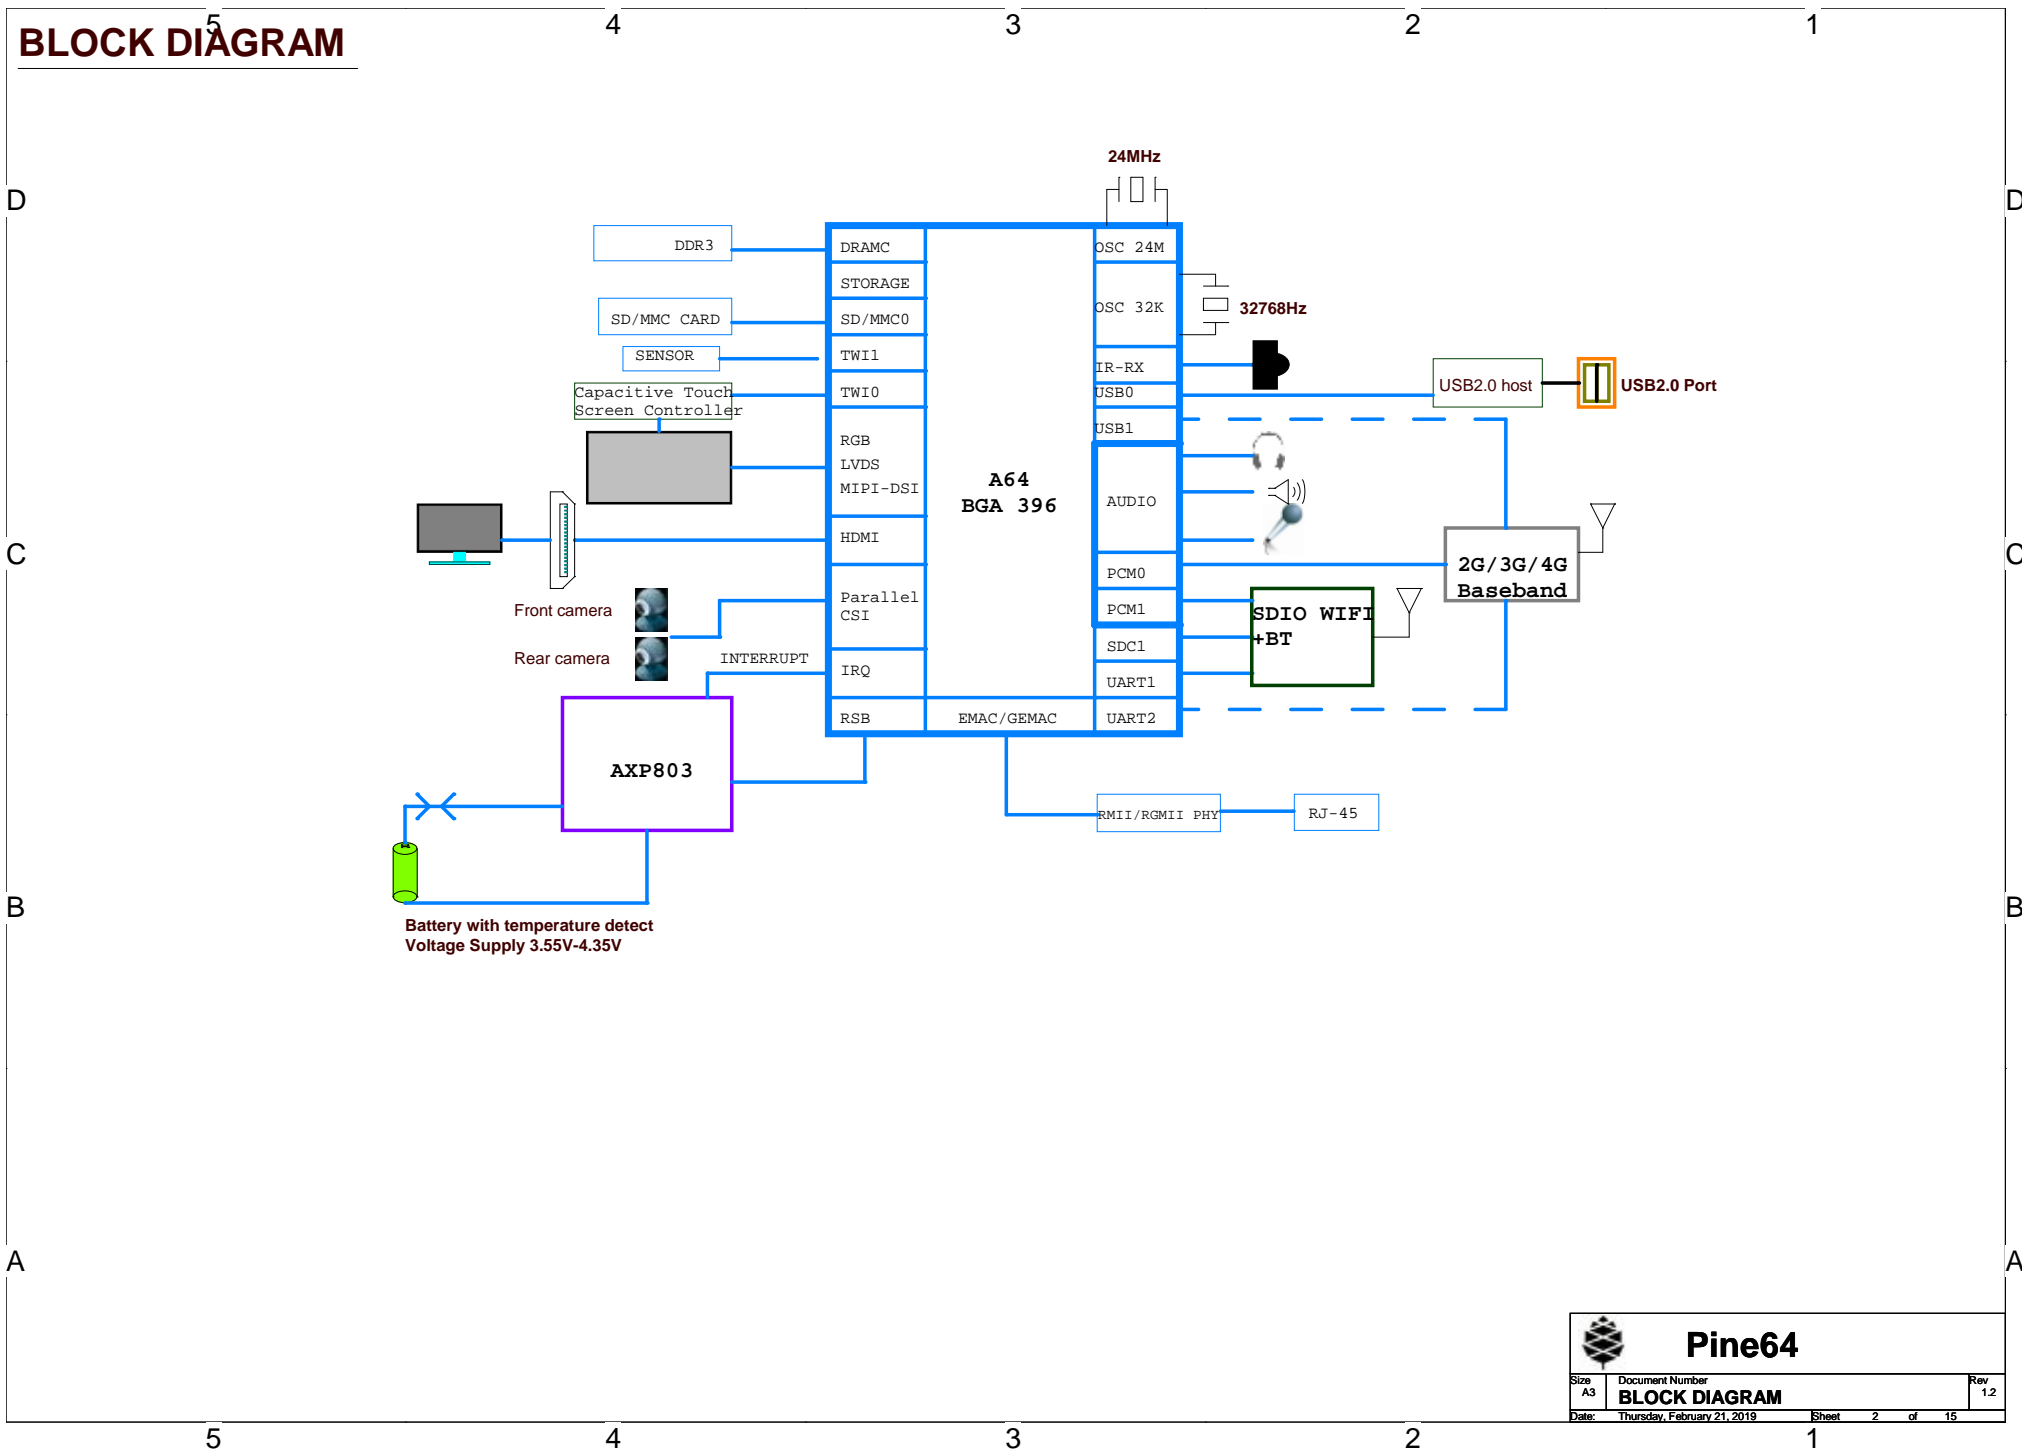 5
4
3
2
1
BLOCK DIAGRAM
24MHz
D
D
DDR3
DRAMC
OSC 24M
STORAGE
OSC 32K
32768Hz
SD/MMC CARD
SD/MMC0
SENSOR
TWI1
IR-RX
Capacitive Touch
Screen Controller
TWI0
USB0
USB2.0 host
USB2.0 Port
USB1
RGB
LVDS
MIPI-DSI
A64
BGA 396
AUDIO
HDMI
C
C
PCM0
2G/3G/4G
Baseband
Front camera
Parallel
CSI
PCM1
SDIO WIFI
+BT
Rear camera
INTERRUPT
IRQ
SDC1
UART1
RSB
EMAC/GEMAC
UART2
AXP803
RMII/RGMII PHY
RJ-45
B
B
Battery with temperature detect
Voltage Supply 3.55V-4.35V
A
A
Pine64
Size
A3
Document Number
BLOCK DIAGRAM
Rev
1.2
Date:
Thursday, February 21, 2019
Sheet 2 of 15
5
4
3
2
1